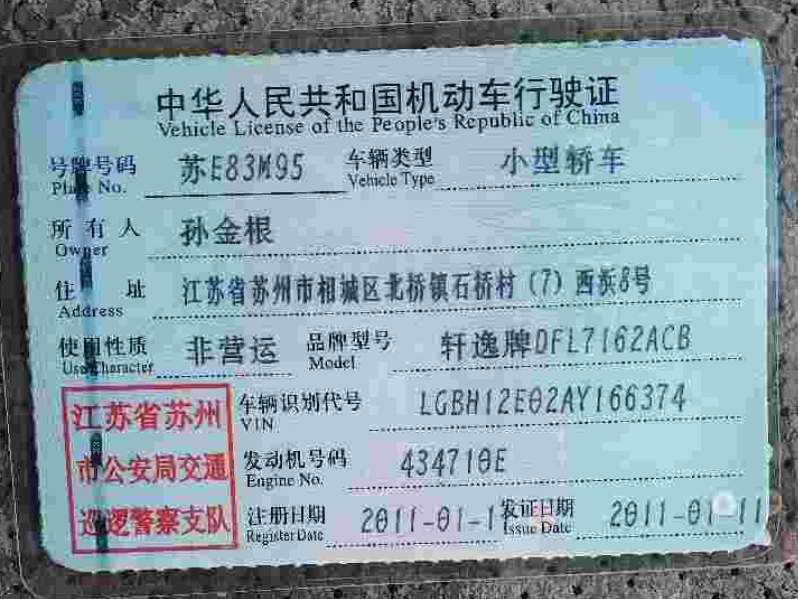 中华人民共和国机动车行驶证
Vehicle License of the People's Republic of China
号牌号码 苏E83M95 车辆类型 小型轿车
Plate No. Vehicle Type
所有人 孙金根
Owner
住址 江苏省苏州市相城区北桥镇石桥村(7)西浜8号
Address
使用性质 非营运 品牌型号 轩逸牌DFL7162ACB
Use Character Model
江苏省苏州 车辆识别代号 LGBH12E02AY166374
VIN
市公安局交通 发动机号码 434710E
Engine No.
巡逻警察支队 注册日期 2011-01-1 发证日期 2011-01-11
Register Date Issue Date